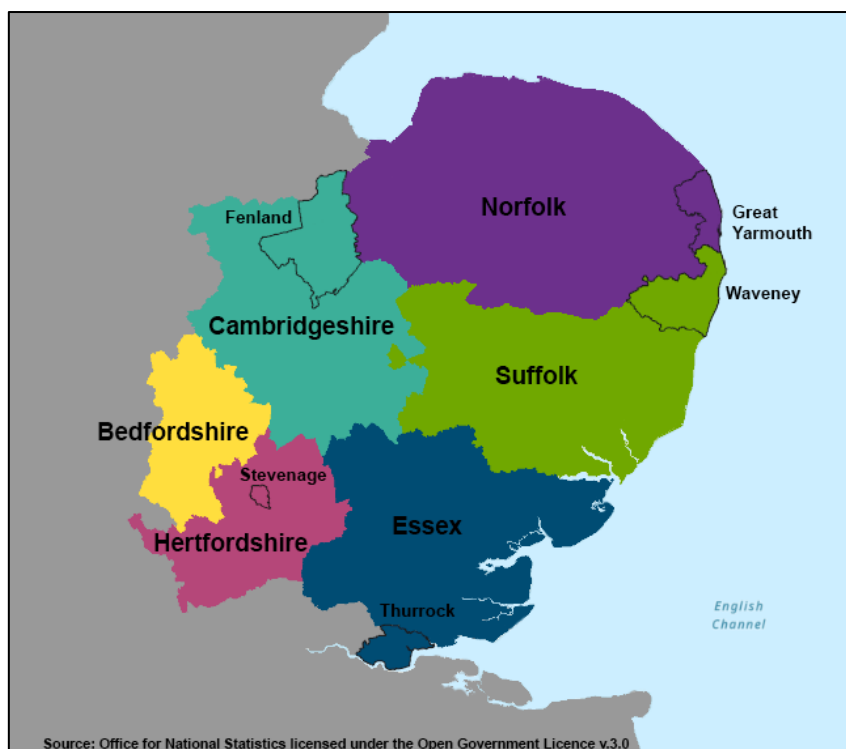 Norfolk
Fenland
Great
Yarmouth
Waveney
Cambridgeshire
Suffolk
Bedfordshire
Stevenage
Essex
Hertfordshire
Thurrock
English
Channel
Source: Office for National Statistics licensed under the Open Government Licence v.3.0